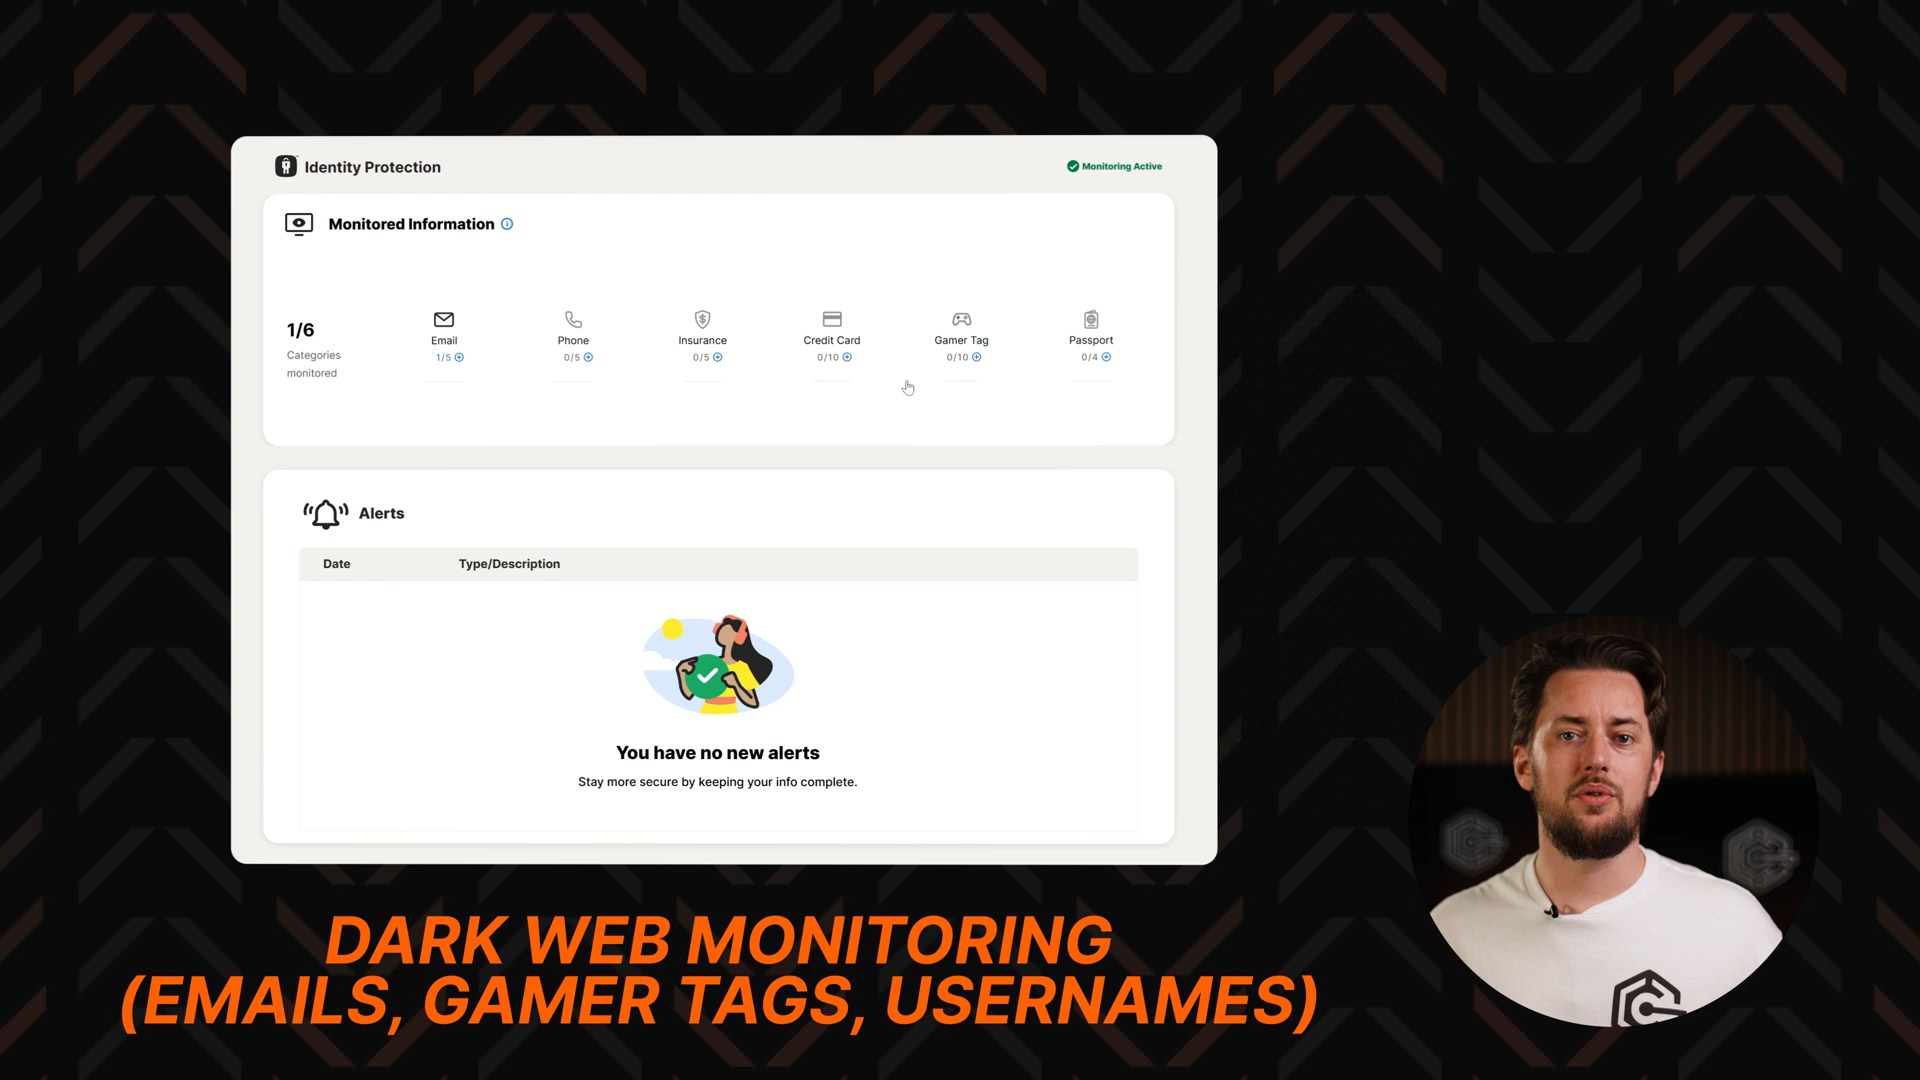 Identity Protection
Monitoring Active
Monitored Information
1/6
Categories
monitored
Email
1/5
Phone
0/5
Insurance
0/5
Credit Card
0/10
Gamer Tag
0/10
Passport
0/4
Alerts
Date Type/Description
You have no new alerts
Stay more secure by keeping your info complete.
DARK WEB MONITORING
(EMAILS, GAMER TAGS, USERNAMES)